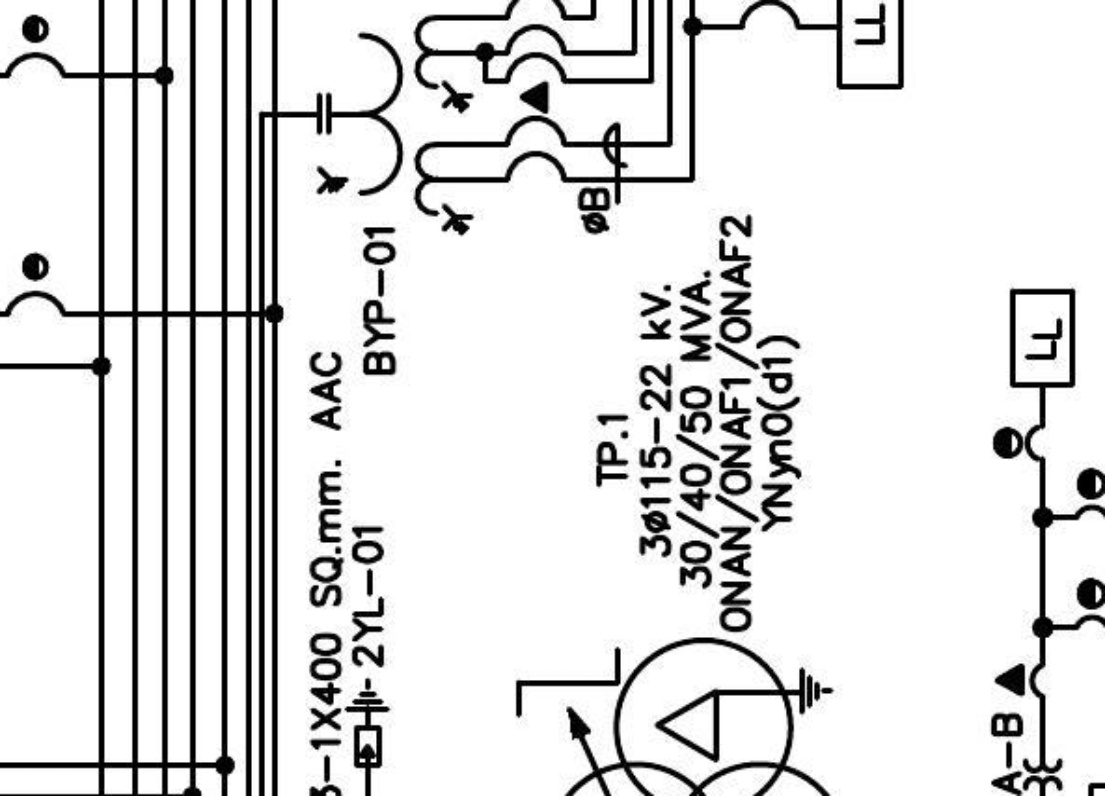 LL
øB
BYP-01
TP.1
3ø115-22 kV.
30/40/50 MVA.
ONAN/ONAF1/ONAF2
YNyn0(d1)
LL
3-1X400 SQ.mm. AAC
2YL-01
A-B